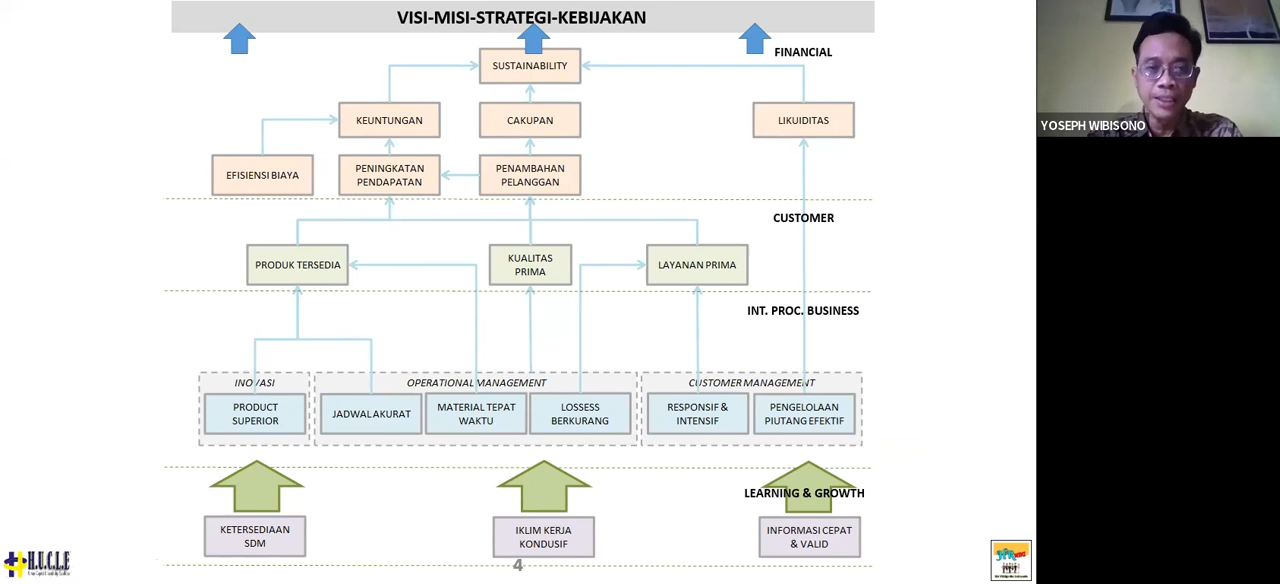 VISI-MISI-STRATEGI-KEBIJAKAN
FINANCIAL
SUSTAINABILITY
KEUNTUNGAN
CAKUPAN
LIKUIDITAS
EFISIENSI BIAYA
PENINGKATAN
PENDAPATAN
PENAMBAHAN
PELANGGAN
CUSTOMER
PRODUK TERSEDIA
KUALITAS
PRIMA
LAYANAN PRIMA
INT. PROC. BUSINESS
INOVASI
OPERATIONAL MANAGEMENT
CUSTOMER MANAGEMENT
PRODUCT
SUPERIOR
JADWAL AKURAT
MATERIAL TEPAT
WAKTU
LOSSESS
BERKURANG
RESPONSIF &
INTENSIF
PENGELOLAAN
PIUTANG EFEKTIF
LEARNING & GROWTH
KETERSEDIAAN
SDM
IKLIM KERJA
KONDUSIF
INFORMASI CEPAT
& VALID
4
H.U.C.L.E
YOSEPH WIBISONO